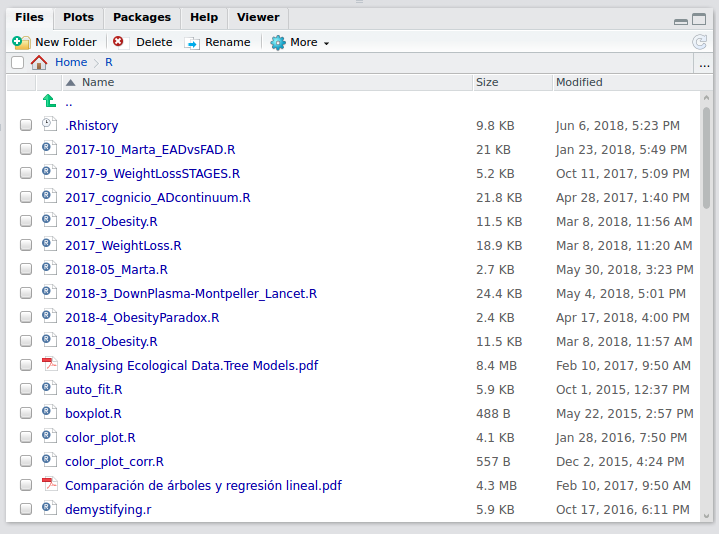 Files Plots Packages Help Viewer
New Folder Delete Rename More
Home R ...
Name Size Modified
..
.Rhistory 9.8 KB Jun 6, 2018, 5:23 PM
2017-10_Marta_EADvsFAD.R 21 KB Jan 23, 2018, 5:49 PM
2017-9_WeightLossSTAGES.R 5.2 KB Oct 11, 2017, 5:09 PM
2017_cognicio_ADcontinuum.R 21.8 KB Apr 28, 2017, 1:40 PM
2017_Obesity.R 11.5 KB Mar 8, 2018, 11:56 AM
2017_WeightLoss.R 18.9 KB Mar 8, 2018, 11:20 AM
2018-05_Marta.R 2.7 KB May 30, 2018, 3:23 PM
2018-3_DownPlasma-Montpeller_Lancet.R 24.4 KB May 4, 2018, 5:01 PM
2018-4_ObesityParadox.R 2.4 KB Apr 17, 2018, 4:00 PM
2018_Obesity.R 11.5 KB Mar 8, 2018, 11:57 AM
Analysing Ecological Data.Tree Models.pdf 8.4 MB Feb 10, 2017, 9:50 AM
auto_fit.R 5.9 KB Oct 1, 2015, 12:37 PM
boxplot.R 488 B May 22, 2015, 2:57 PM
color_plot.R 4.1 KB Jan 28, 2016, 7:50 PM
color_plot_corr.R 557 B Dec 2, 2015, 4:24 PM
Comparación de árboles y regresión lineal.pdf 4.3 MB Feb 10, 2017, 9:50 AM
demystifying.r 5.9 KB Oct 17, 2016, 6:11 PM